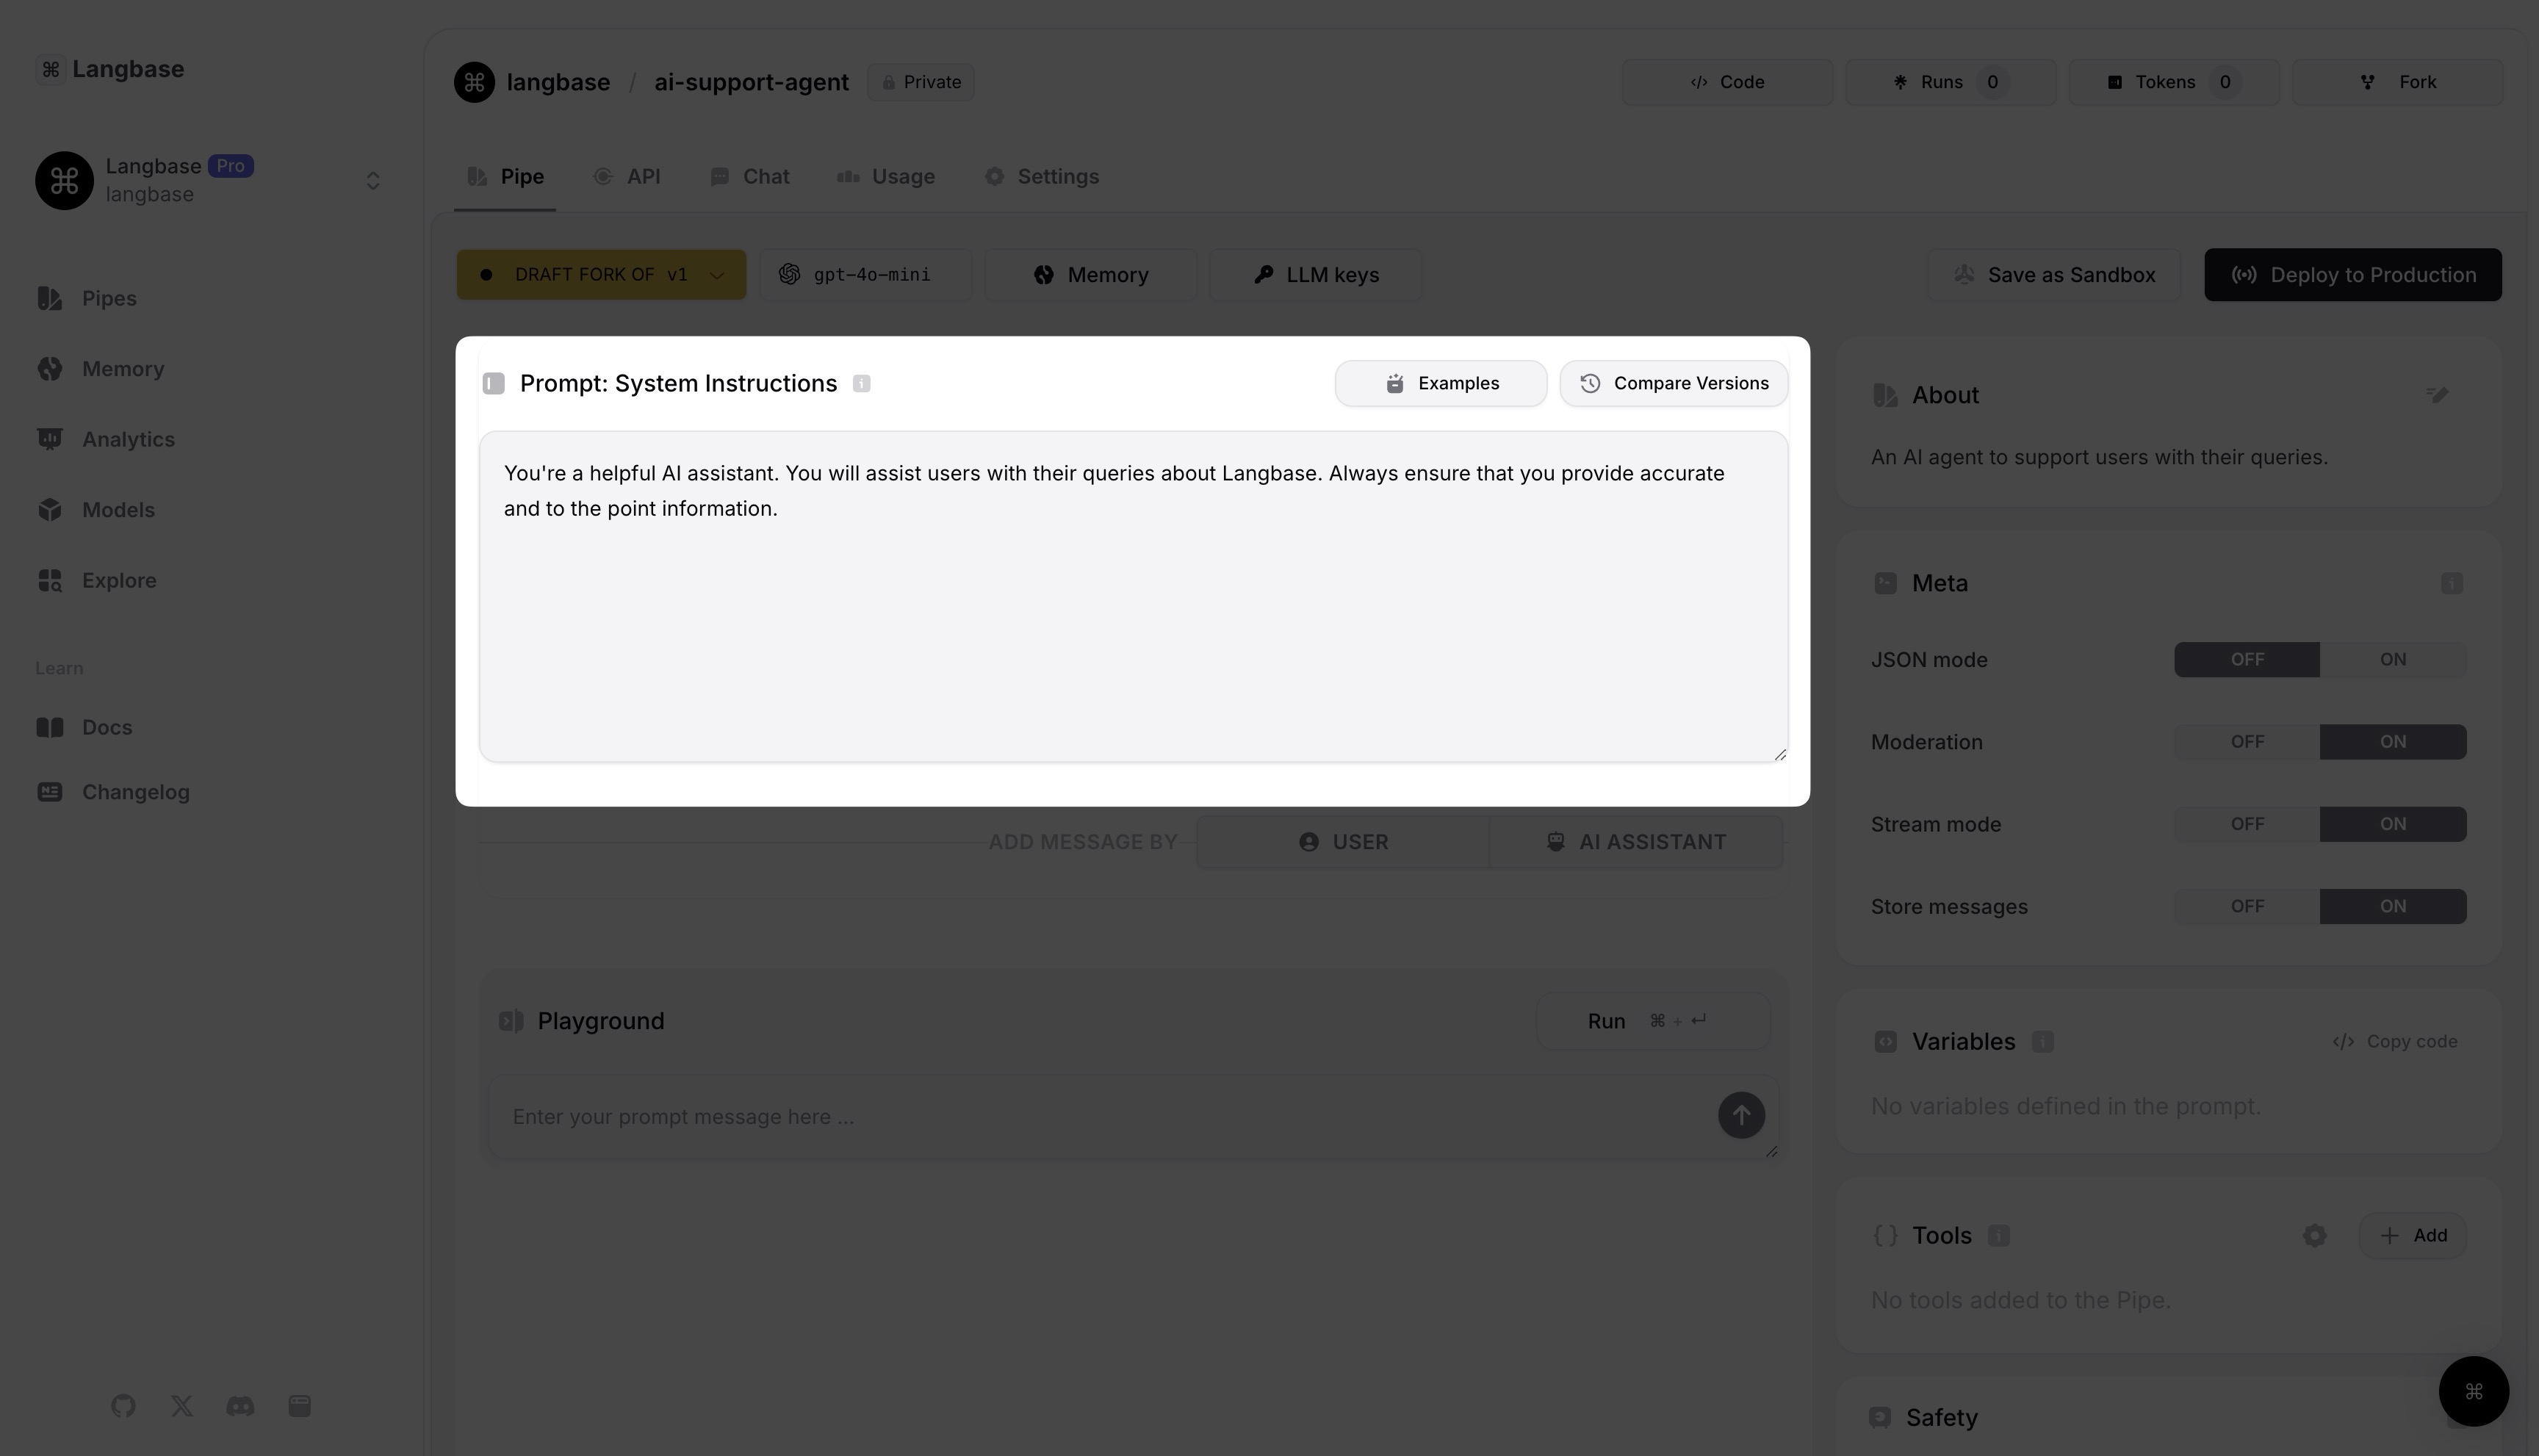 Langbase
Langbase Pro
langbase
Pipes
Memory
Analytics
Models
Explore
Learn
Docs
Changelog
langbase / ai-support-agent Private
Code
Runs 0
Tokens 0
Fork
Pipe
API
Chat
Usage
Settings
DRAFT FORK OF v1
gpt-4o-mini
Memory
LLM keys
Save as Sandbox
Deploy to Production
Prompt: System Instructions
Examples
Compare Versions
You're a helpful AI assistant. You will assist users with their queries about Langbase. Always ensure that you provide accurate
and to the point information.
ADD MESSAGE BY
USER
AI ASSISTANT
Playground
Run ⌘ + ↵
Enter your prompt message here ...
About
An AI agent to support users with their queries.
Meta
JSON mode OFF ON
Moderation OFF ON
Stream mode OFF ON
Store messages OFF ON
Variables
Copy code
No variables defined in the prompt.
Tools
Add
No tools added to the Pipe.
Safety